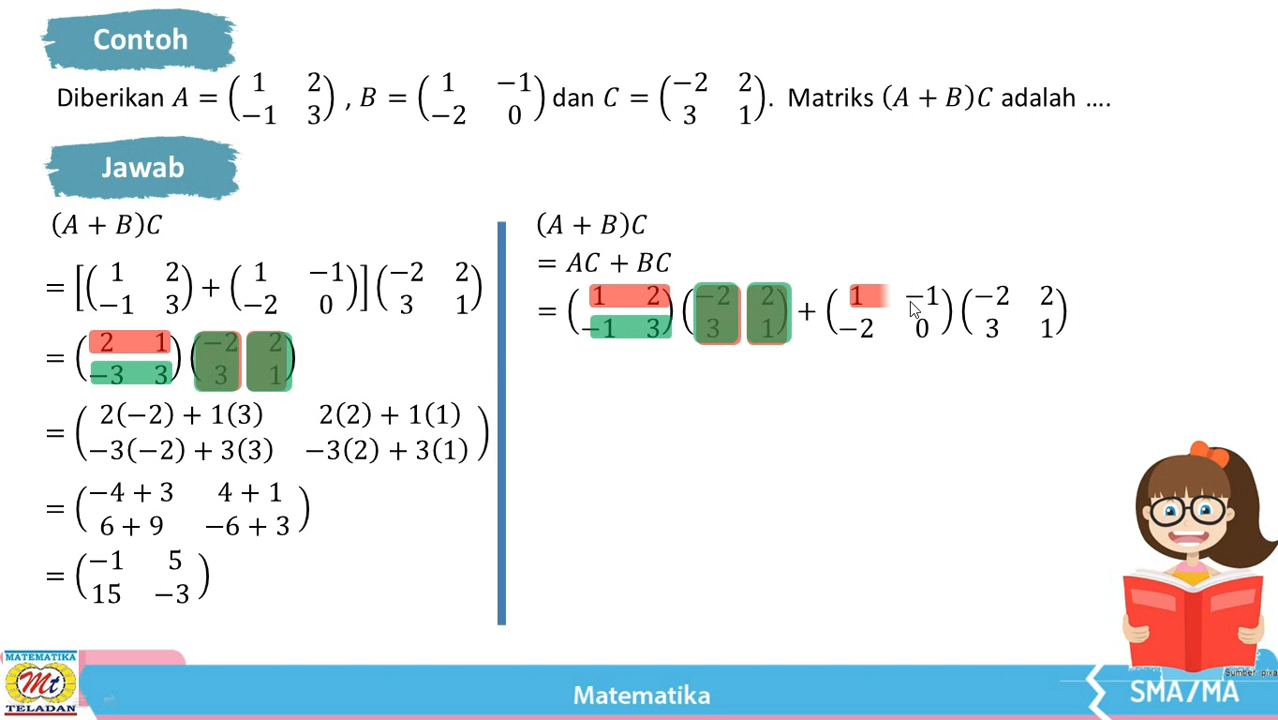 Contoh
Diberikan A = (1 2 / −1 3) , B = (1 −1 / −2 0) dan C = (−2 2 / 3 1). Matriks (A + B)C adalah ....
Jawab
(A + B)C
= [(1 2 / −1 3) + (1 −1 / −2 0)] (−2 2 / 3 1)
= (2 1 / −3 3) (−2 2 / 3 1)
= (2(−2) + 1(3) 2(2) + 1(1) / −3(−2) + 3(3) −3(2) + 3(1))
= (−4 + 3 4 + 1 / 6 + 9 −6 + 3)
= (−1 5 / 15 −3)
(A + B)C
= AC + BC
= (1 2 / −1 3) (−2 2 / 3 1) + (1 −1 / −2 0) (−2 2 / 3 1)
MATEMATIKA
Mt
TELADAN
Matematika
Sumber pixa
SMA/MA